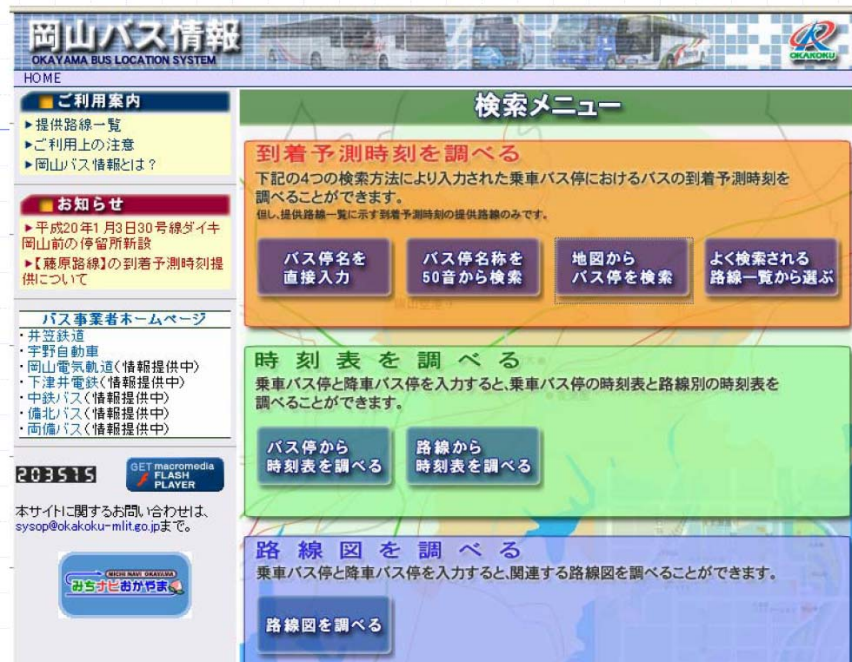 岡山バス情報
OKAYAMA BUS LOCATION SYSTEM
OKAKOKU
HOME
ご利用案内
▶提供路線一覧
▶ご利用上の注意
▶岡山バス情報とは?
お知らせ
▶平成20年1月3日30号線ダイキ
岡山前の停留所新設
▶【藤原路線】の到着予測時刻提
供について
バス事業者ホームページ
・井笠鉄道
・宇野自動車
・岡山電気軌道(情報提供中)
・下津井電鉄(情報提供中)
・中鉄バス(情報提供中)
・備北バス(情報提供中)
・両備バス(情報提供中)
203515
GET macromedia
FLASH
PLAYER
本サイトに関するお問い合わせは、
sysop@okakoku-mlit.go.jpまで。
MICHI NAVI OKAYAMA
みちナビおかやま
検索メニュー
到着予測時刻を調べる
下記の4つの検索方法により入力された乗車バス停におけるバスの到着予測時刻を
調べることができます。
但し、提供路線一覧に示す到着予測時刻の提供路線のみです。
バス停名を
直接入力
バス停名称を
50音から検索
地図から
バス停を検索
よく検索される
路線一覧から選ぶ
時刻表を調べる
乗車バス停と降車バス停を入力すると、乗車バス停の時刻表と路線別の時刻表を
調べることができます。
バス停から
時刻表を調べる
路線から
時刻表を調べる
路線図を調べる
乗車バス停と降車バス停を入力すると、関連する路線図を調べることができます。
路線図を調べる